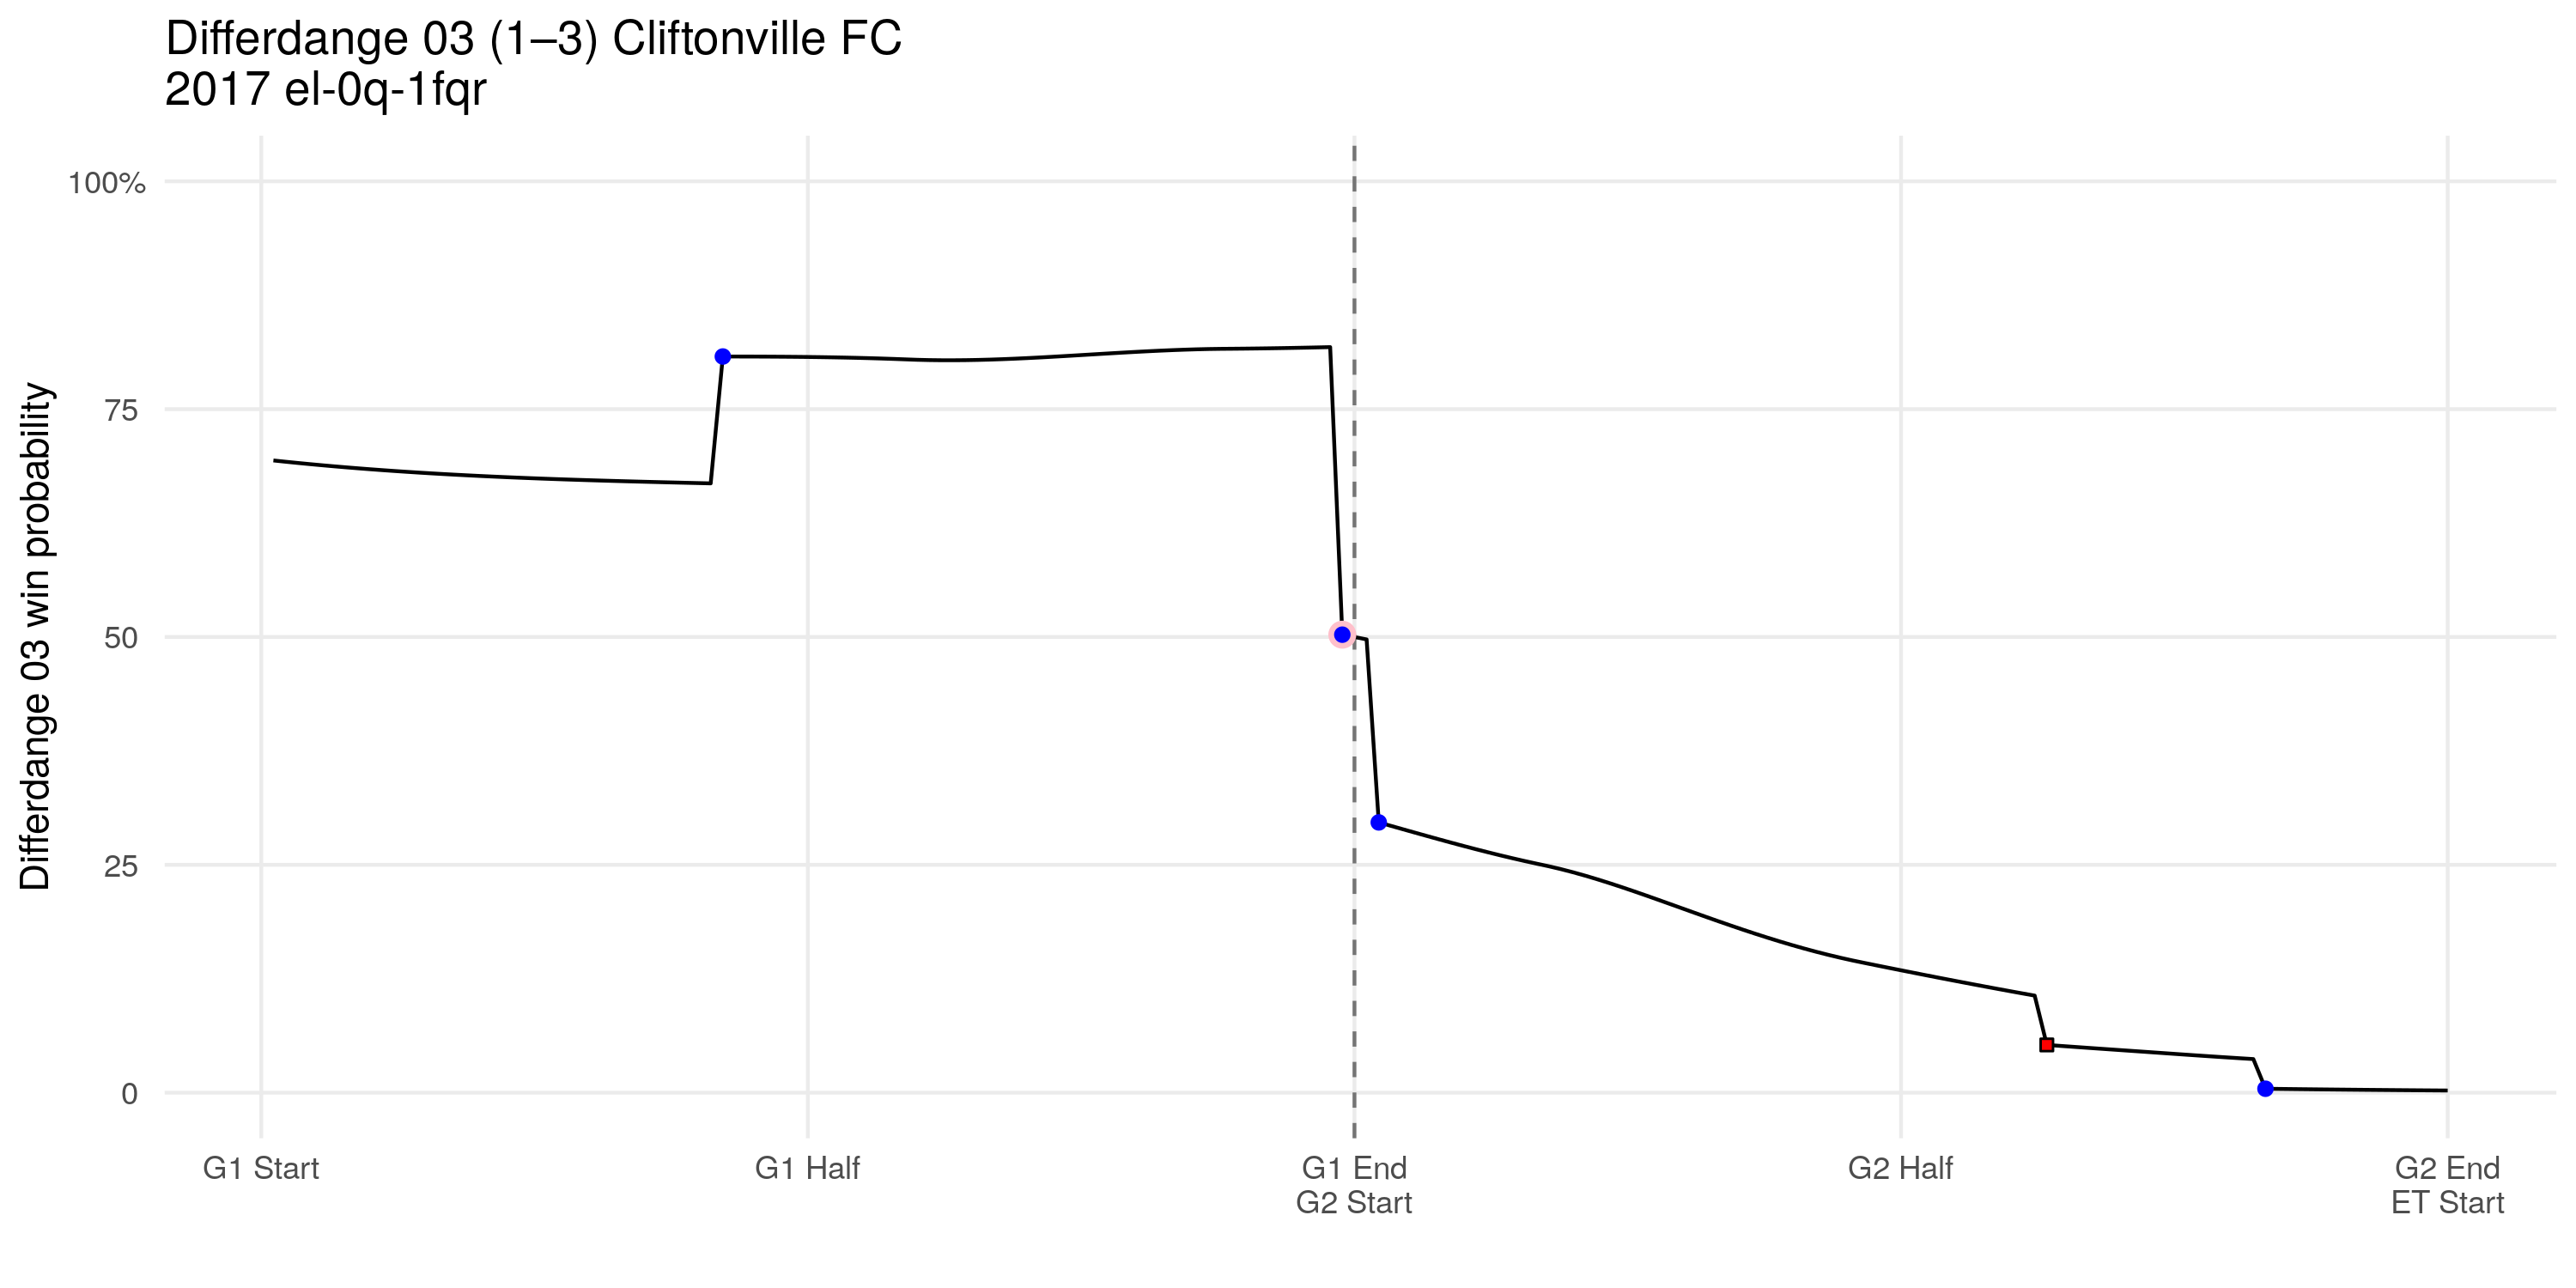 Differdange 03 (1–3) Cliftonville FC
2017 el-0q-1fqr
Differdange 03 win probability
100%
75
50
25
0
G1 Start
G1 Half
G1 End
G2 Start
G2 Half
G2 End
ET Start